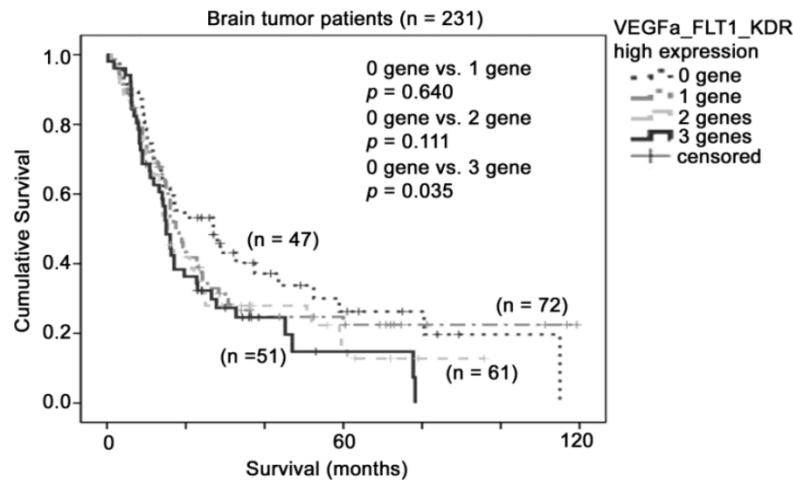 Brain tumor patients (n = 231)
VEGFa_FLT1_KDR
high expression
0 gene
1 gene
2 genes
3 genes
censored
0 gene vs. 1 gene
p = 0.640
0 gene vs. 2 gene
p = 0.111
0 gene vs. 3 gene
p = 0.035
(n = 47)
(n = 72)
(n =51)
(n = 61)
Cumulative Survival
1.0
0.8
0.6
0.4
0.2
0.0
0
60
120
Survival (months)